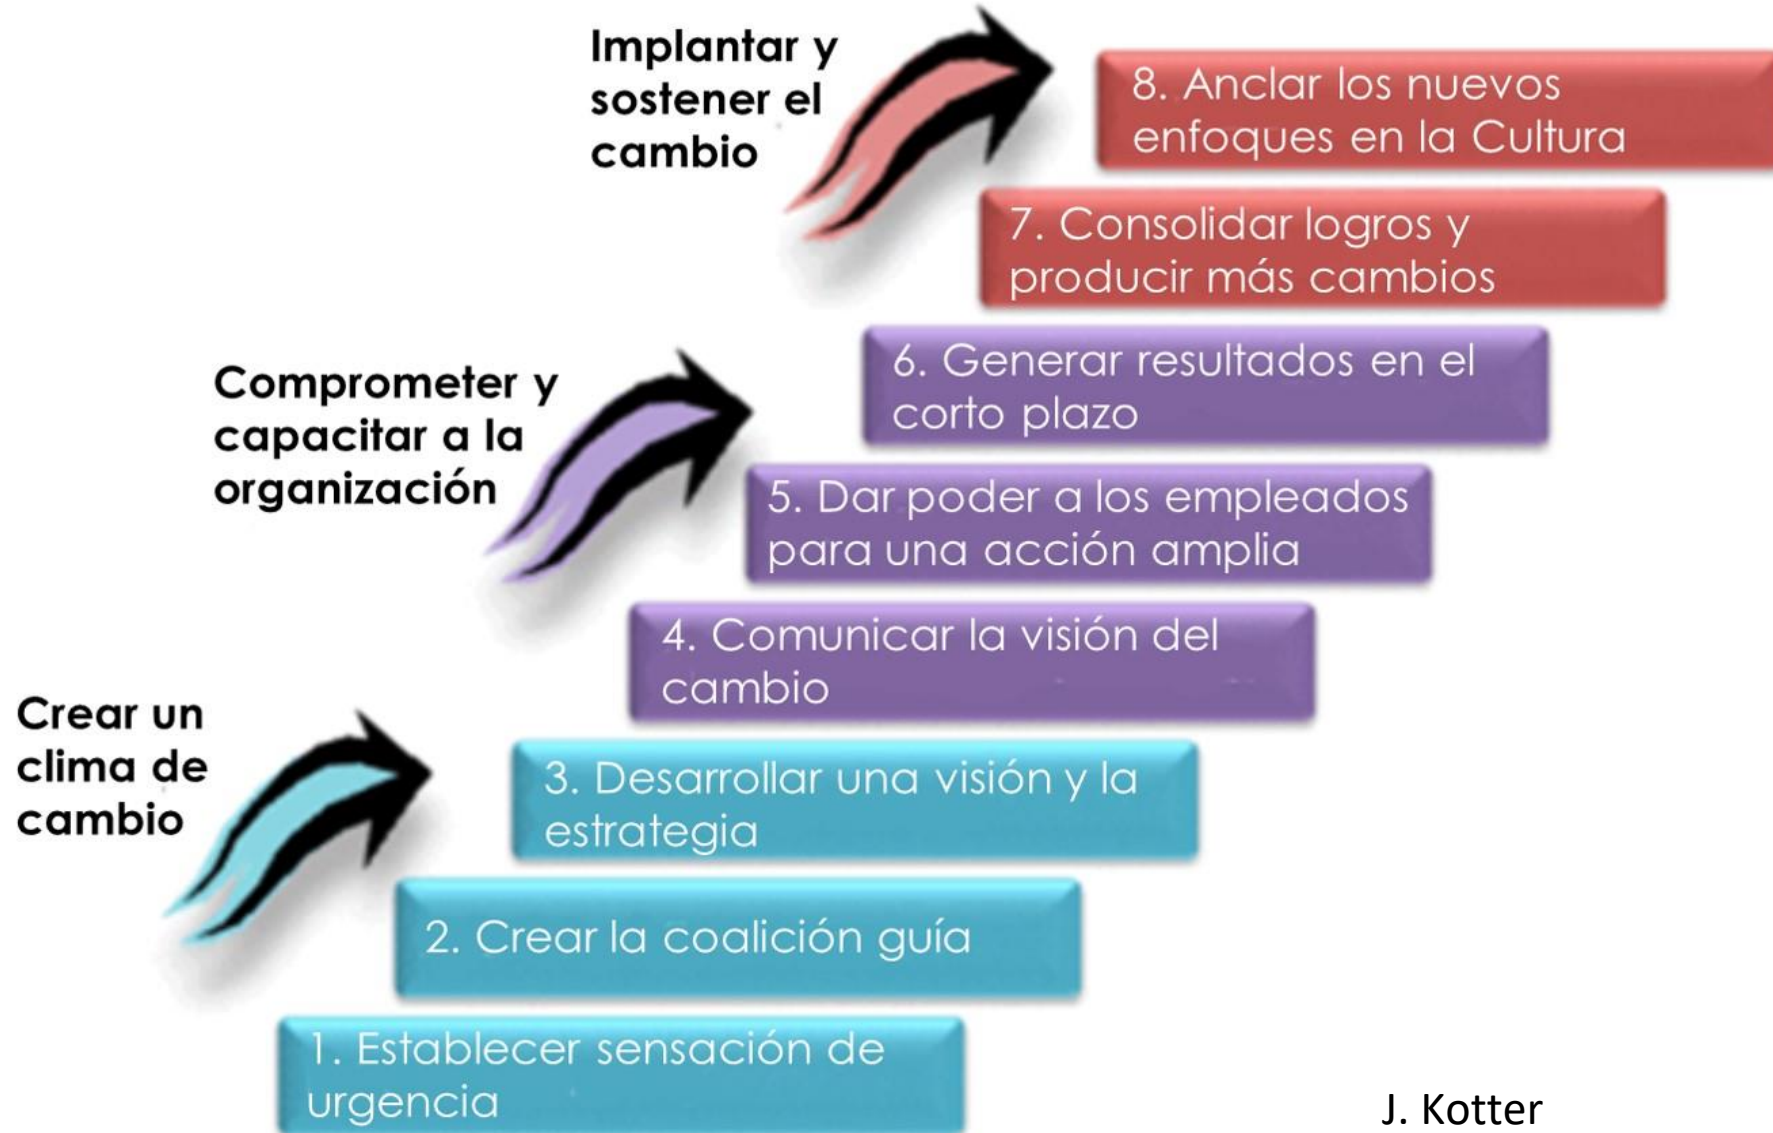 Implantar y
sostener el
cambio
8. Anclar los nuevos
enfoques en la Cultura
7. Consolidar logros y
producir más cambios
Comprometer y
capacitar a la
organización
6. Generar resultados en el
corto plazo
5. Dar poder a los empleados
para una acción amplia
4. Comunicar la visión del
cambio
Crear un
clima de
cambio
3. Desarrollar una visión y la
estrategia
2. Crear la coalición guía
1. Establecer sensación de
urgencia
J. Kotter